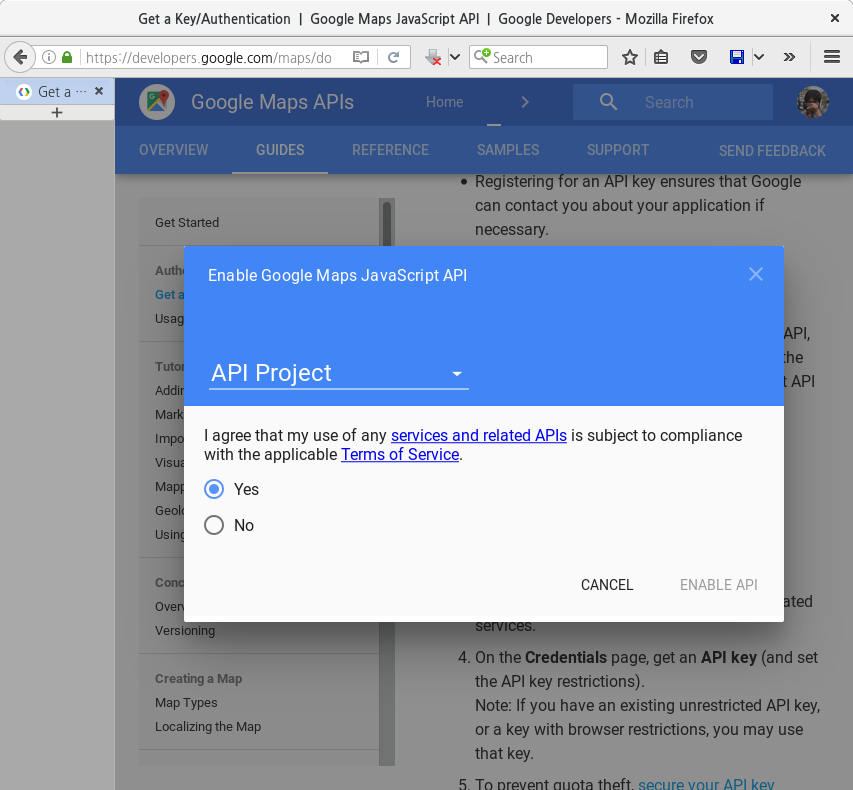 Get a Key/Authentication | Google Maps JavaScript API | Google Developers - Mozilla Firefox
https://developers.google.com/maps/do
Search
Get a ···
Google Maps APIs
Home
Search
OVERVIEW
GUIDES
REFERENCE
SAMPLES
SUPPORT
SEND FEEDBACK
Get Started
Authe
Get a
Usag
Tutor
Addin
Mark
Impo
Visua
Mapp
Geolo
Using
Conc
Overv
Versioning
Creating a Map
Map Types
Localizing the Map
• Registering for an API key ensures that Google
can contact you about your application if
necessary.
API,
the
t API
Enable Google Maps JavaScript API
API Project
I agree that my use of any services and related APIs is subject to compliance
with the applicable Terms of Service.
Yes
No
CANCEL
ENABLE API
ated
services.
4. On the Credentials page, get an API key (and set
the API key restrictions).
Note: If you have an existing unrestricted API key,
or a key with browser restrictions, you may use
that key.
5. To prevent quota theft, secure your API key